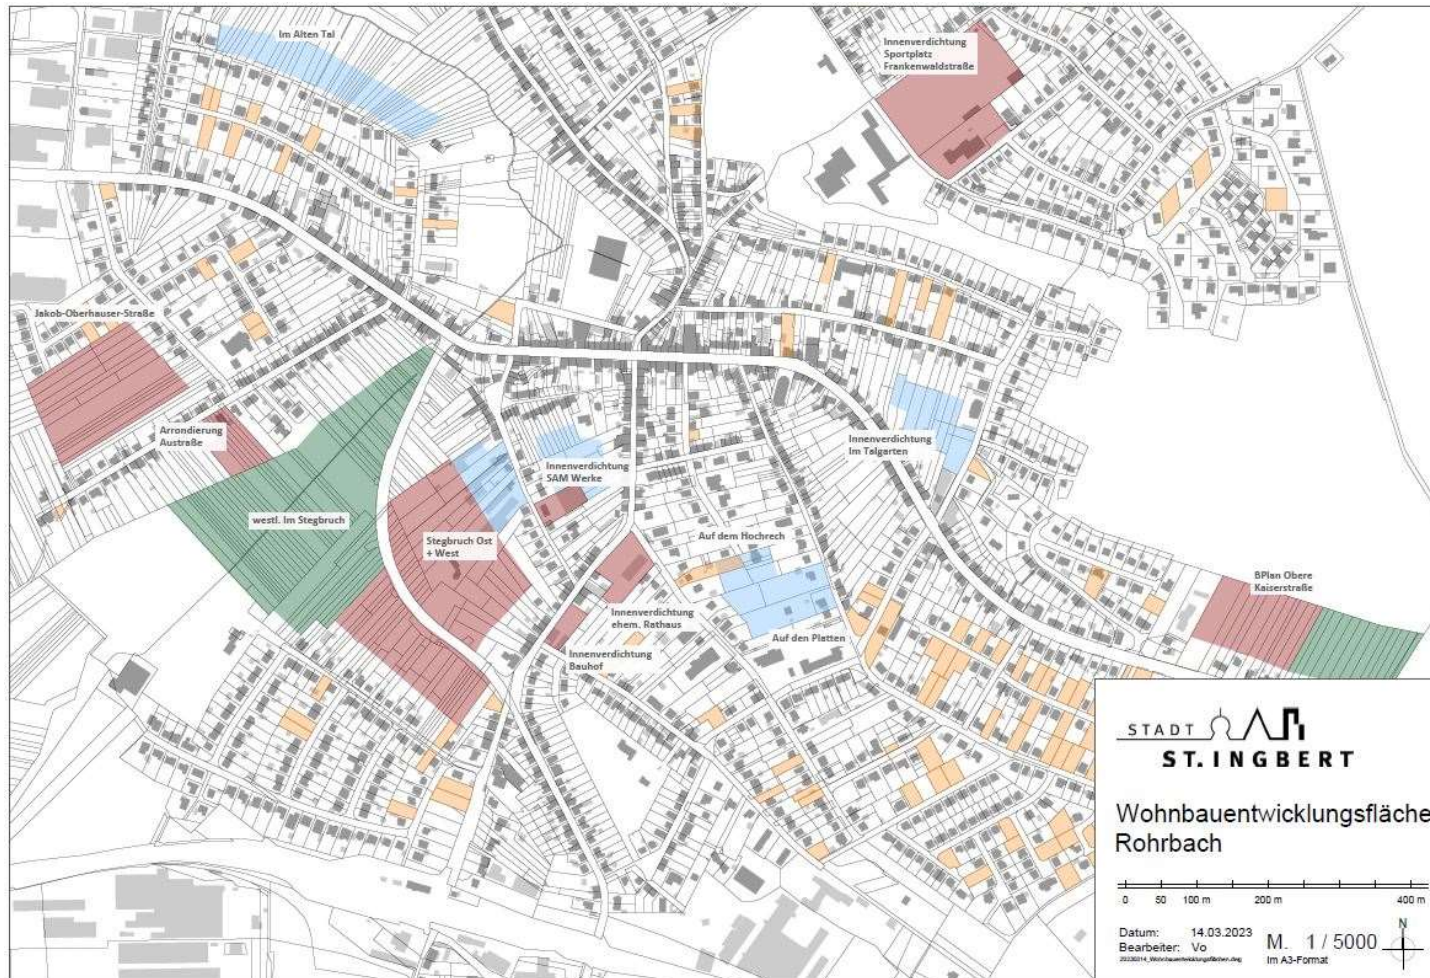 Im Alten Tal
Innenverdichtung
Sportplatz
Frankenwaldstraße
Jakob-Oberhauser-Straße
Arrondierung
Austraße
Innenverdichtung
Im Talgarten
Innenverdichtung
SAM Werke
westl. Im Stegbruch
Stegbruch Ost
+ West
Auf dem Hochrech
BPlan Obere
Kaiserstraße
Innenverdichtung
ehem. Rathaus
Auf den Platten
Innenverdichtung
Bauhof
STADT
ST. INGBERT
Wohnbauentwicklungsfläche
Rohrbach
0 50 100 m 200 m 400 m
N
Datum: 14.03.2023
Bearbeiter: Vo
M. 1 / 5000
Im A3-Format